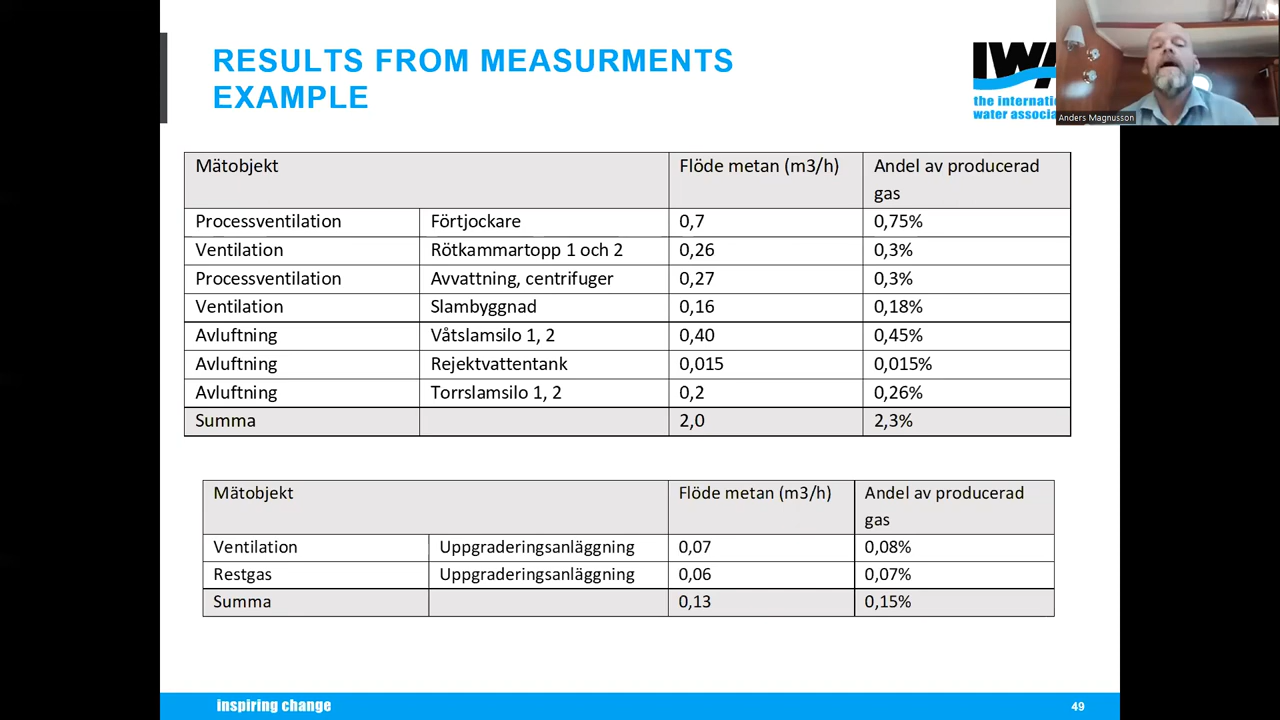 RESULTS FROM MEASURMENTS
EXAMPLE
IWA
the internati
water associa
Anders Magnusson
Mätobjekt Flöde metan (m3/h) Andel av producerad
gas
Processventilation Förtjockare 0,7 0,75%
Ventilation Rötkammartopp 1 och 2 0,26 0,3%
Processventilation Avvattning, centrifuger 0,27 0,3%
Ventilation Slambyggnad 0,16 0,18%
Avluftning Våtslamsilo 1, 2 0,40 0,45%
Avluftning Rejektvattentank 0,015 0,015%
Avluftning Torrslamsilo 1, 2 0,2 0,26%
Summa 2,0 2,3%
Mätobjekt Flöde metan (m3/h) Andel av producerad
gas
Ventilation Uppgraderingsanläggning 0,07 0,08%
Restgas Uppgraderingsanläggning 0,06 0,07%
Summa 0,13 0,15%
inspiring change 49